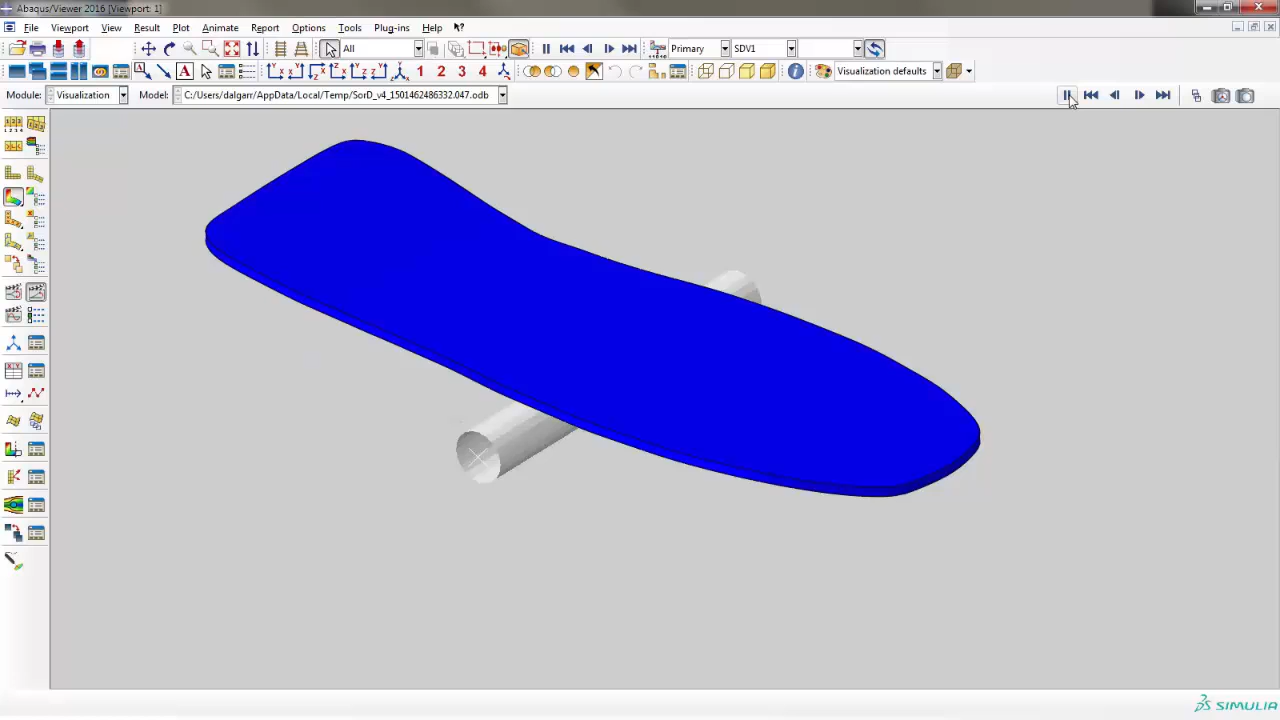 Abaqus/Viewer 2016 [Viewport: 1]
File Viewport View Result Plot Animate Report Options Tools Plug-ins Help
All Primary SDV1
A 1 2 3 4 Visualization defaults
Module: Visualization Model: C:/Users/dalgarr/AppData/Local/Temp/SorD_v4_1501462486332.047.odb
SIMULIA